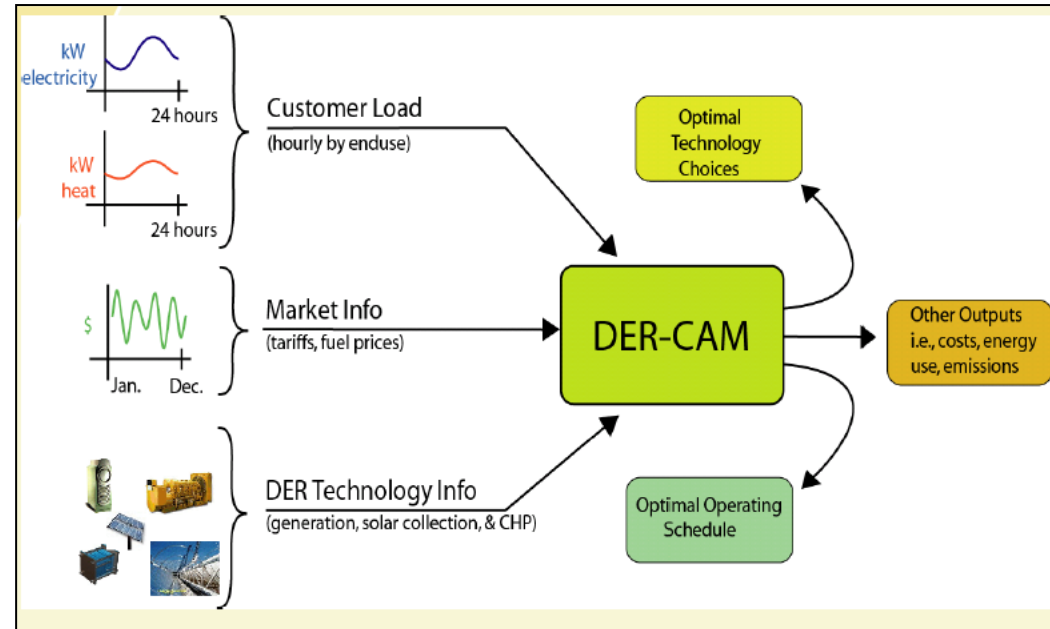 kW
electricity
24 hours
kW
heat
24 hours
Customer Load
(hourly by enduse)
$
Jan.
Dec.
Market Info
(tariffs, fuel prices)
DER Technology Info
(generation, solar collection, & CHP)
DER-CAM
Optimal
Technology
Choices
Other Outputs
i.e., costs, energy
use, emissions
Optimal Operating
Schedule